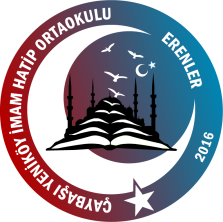 ÇAYBAŞI YENİKÖY İMAM HATİP ORTAOKULU
ERENLER
2016